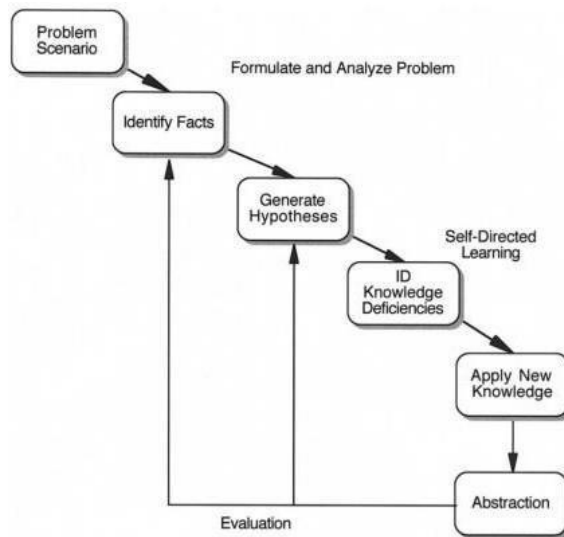 Problem
Scenario
Formulate and Analyze Problem
Identify Facts
Generate
Hypotheses
Self-Directed
Learning
ID
Knowledge
Deficiencies
Apply New
Knowledge
Abstraction
Evaluation